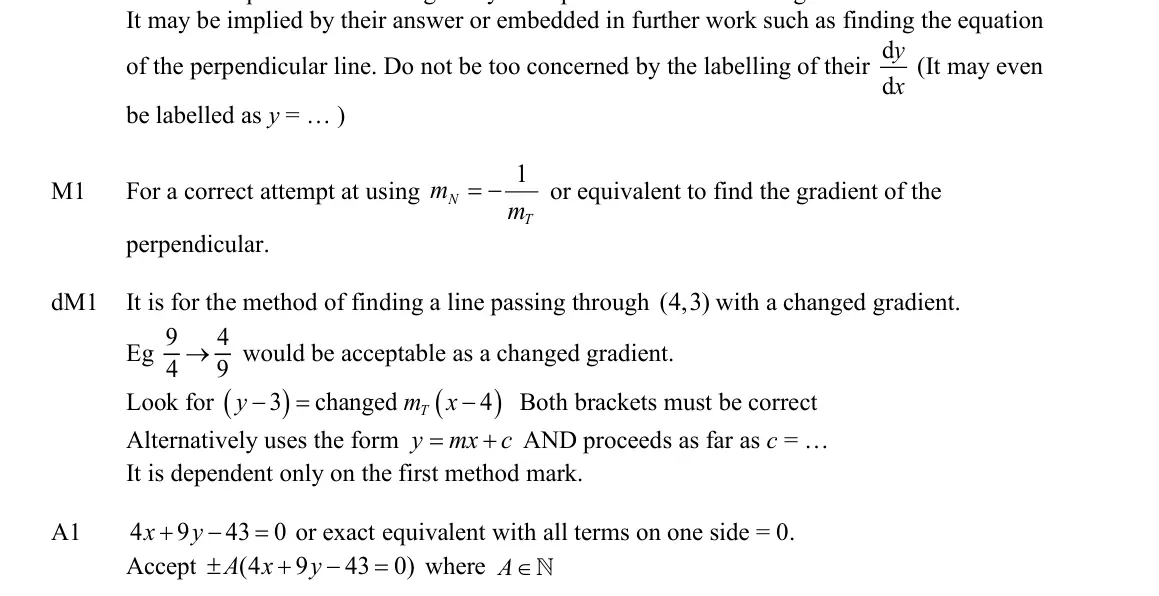 It may be implied by their answer or embedded in further work such as finding the equation
of the perpendicular line. Do not be too concerned by the labelling of their dy/dx (It may even
be labelled as y = … )
M1 For a correct attempt at using m_N = −1/m_T or equivalent to find the gradient of the
perpendicular.
dM1 It is for the method of finding a line passing through (4,3) with a changed gradient.
Eg 9/4 → 4/9 would be acceptable as a changed gradient.
Look for (y−3) = changed m_T (x−4) Both brackets must be correct
Alternatively uses the form y = mx + c AND proceeds as far as c = …
It is dependent only on the first method mark.
A1 4x+9y−43 = 0 or exact equivalent with all terms on one side = 0.
Accept ±A(4x+9y−43 = 0) where A∈ℕ